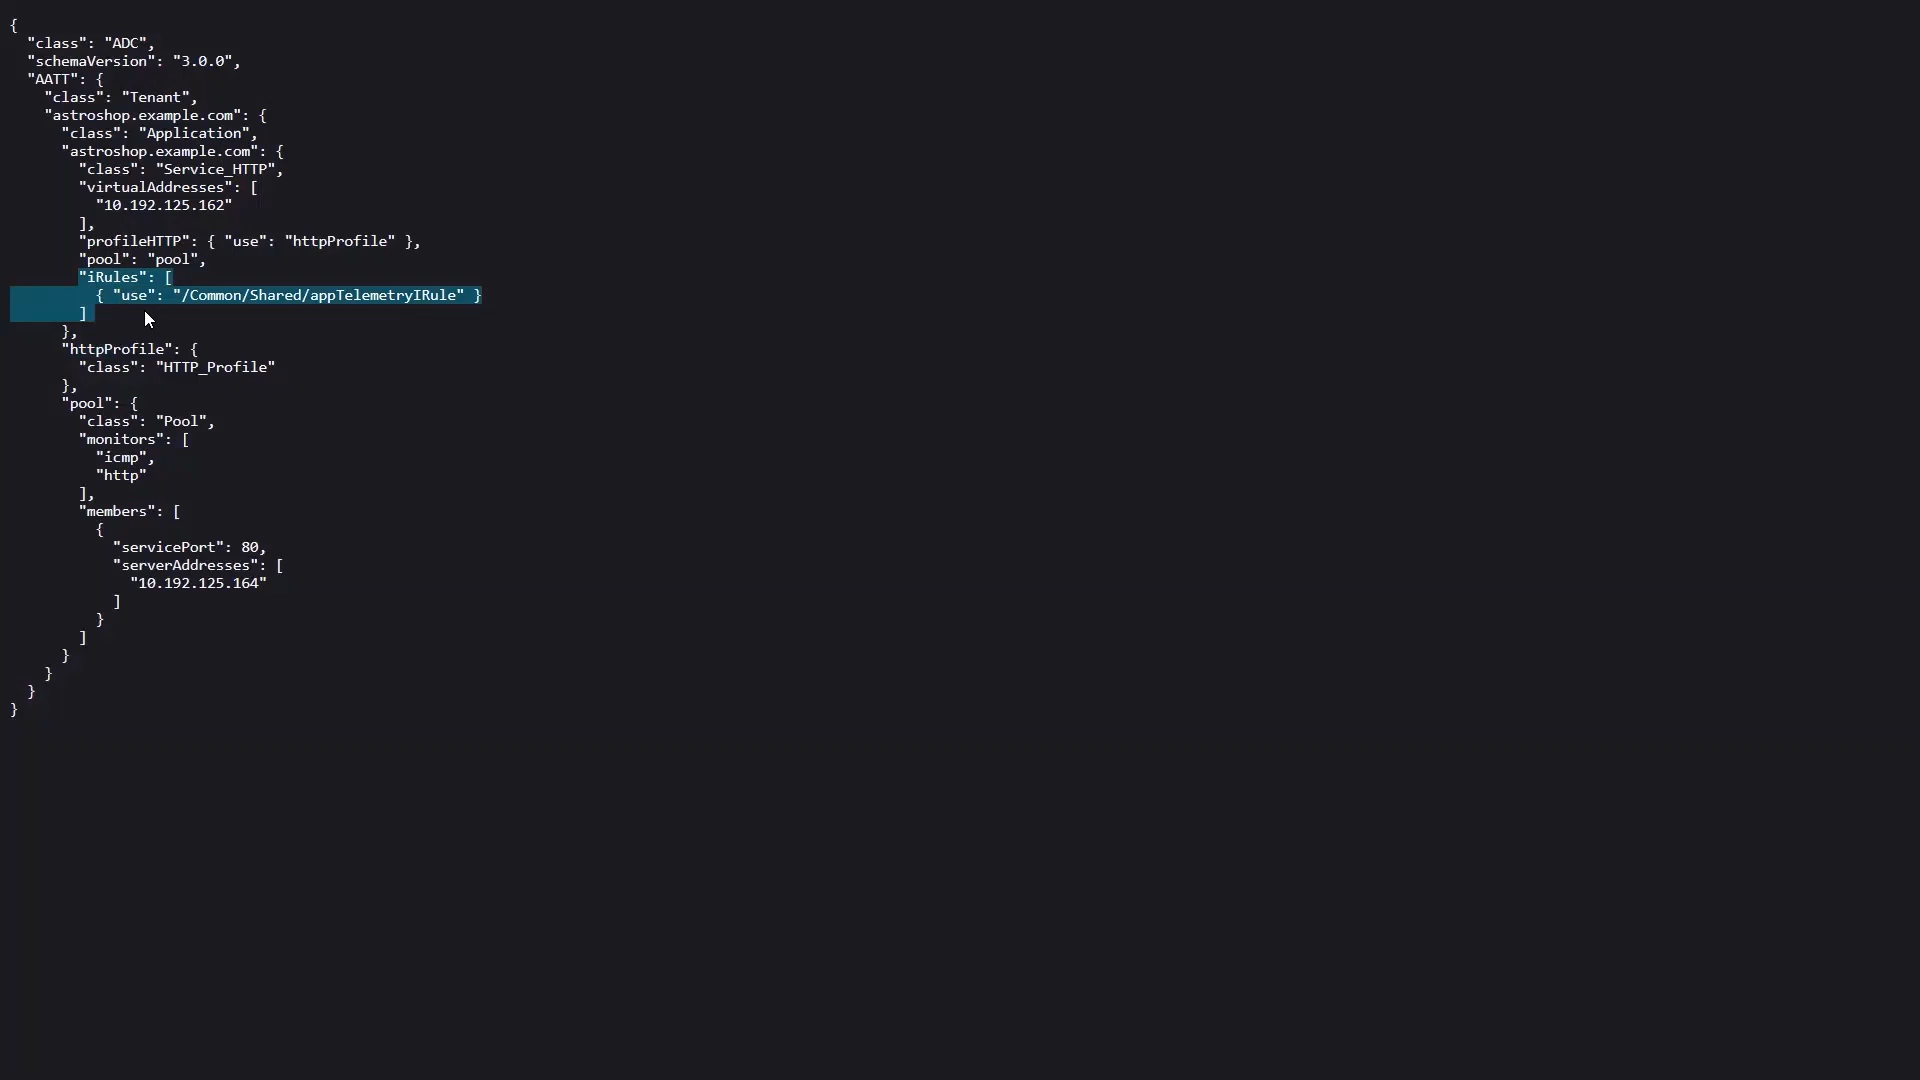 {
  "class": "ADC",
  "schemaVersion": "3.0.0",
  "AATT": {
    "class": "Tenant",
    "astroshop.example.com": {
      "class": "Application",
      "astroshop.example.com": {
        "class": "Service_HTTP",
        "virtualAddresses": [
          "10.192.125.162"
        ],
        "profileHTTP": { "use": "httpProfile" },
        "pool": "pool",
        "iRules": [
          { "use": "/Common/Shared/appTelemetryIRule" }
        ]
      },
      "httpProfile": {
        "class": "HTTP_Profile"
      },
      "pool": {
        "class": "Pool",
        "monitors": [
          "icmp",
          "http"
        ],
        "members": [
          {
            "servicePort": 80,
            "serverAddresses": [
              "10.192.125.164"
            ]
          }
        ]
      }
    }
  }
}